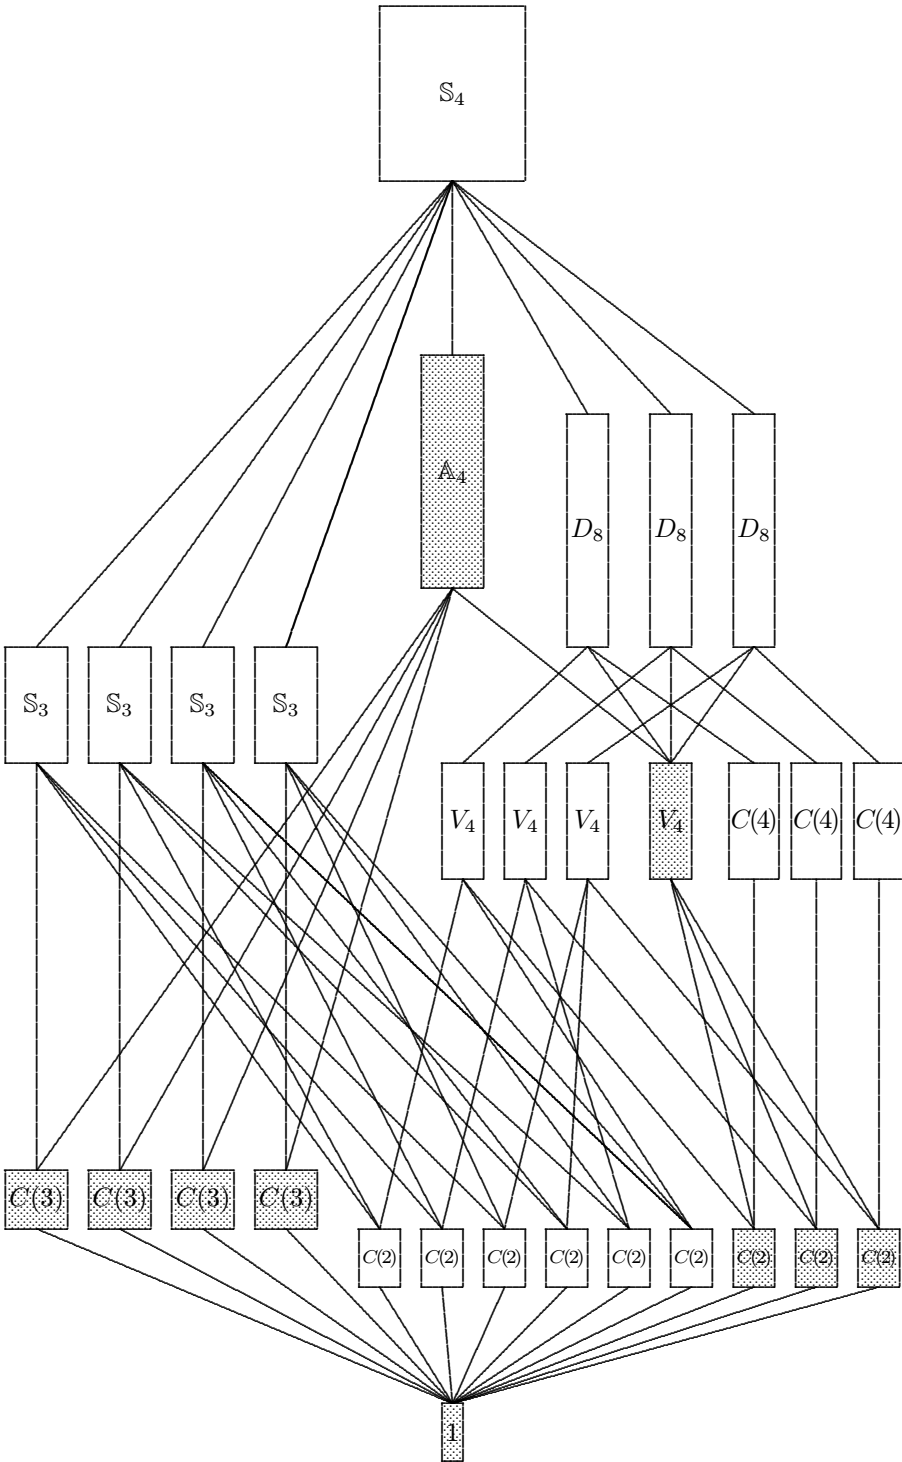 𝕊₄
𝔸₄
D₈ D₈ D₈
𝕊₃ 𝕊₃ 𝕊₃ 𝕊₃
V₄ V₄ V₄ V₄ C(4) C(4) C(4)
C(3) C(3) C(3) C(3)
C(2) C(2) C(2) C(2) C(2) C(2) C(2) C(2) C(2)
1